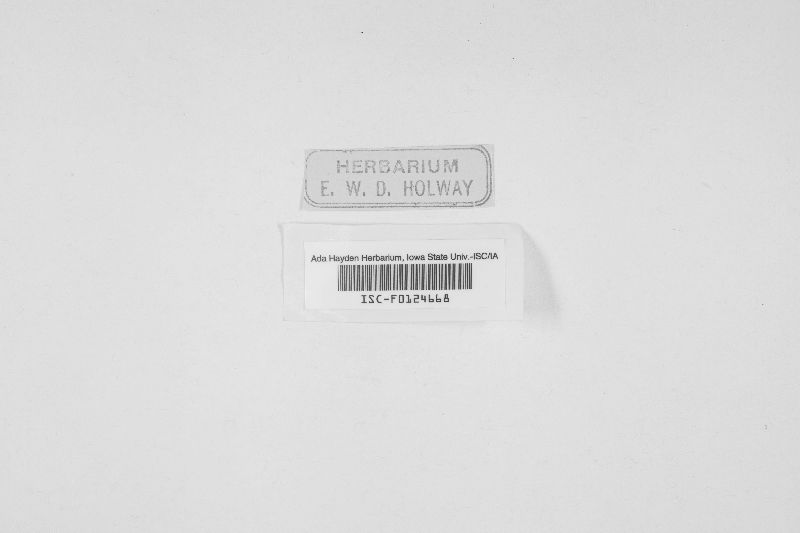 HERBARIUM
E. W. D. HOLWAY
Ada Hayden Herbarium, Iowa State Univ.-ISC/IA
ISC-F0124668